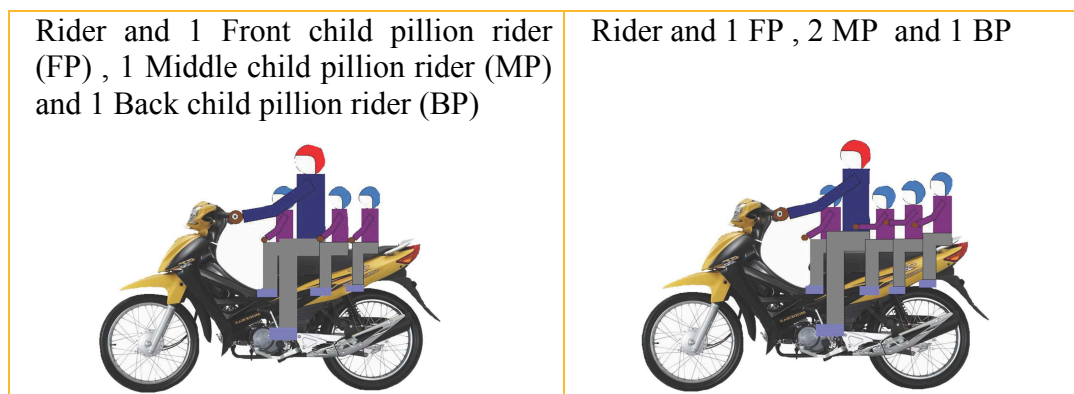 Rider and 1 Front child pillion rider
(FP) , 1 Middle child pillion rider (MP)
and 1 Back child pillion rider (BP)
Rider and 1 FP , 2 MP and 1 BP